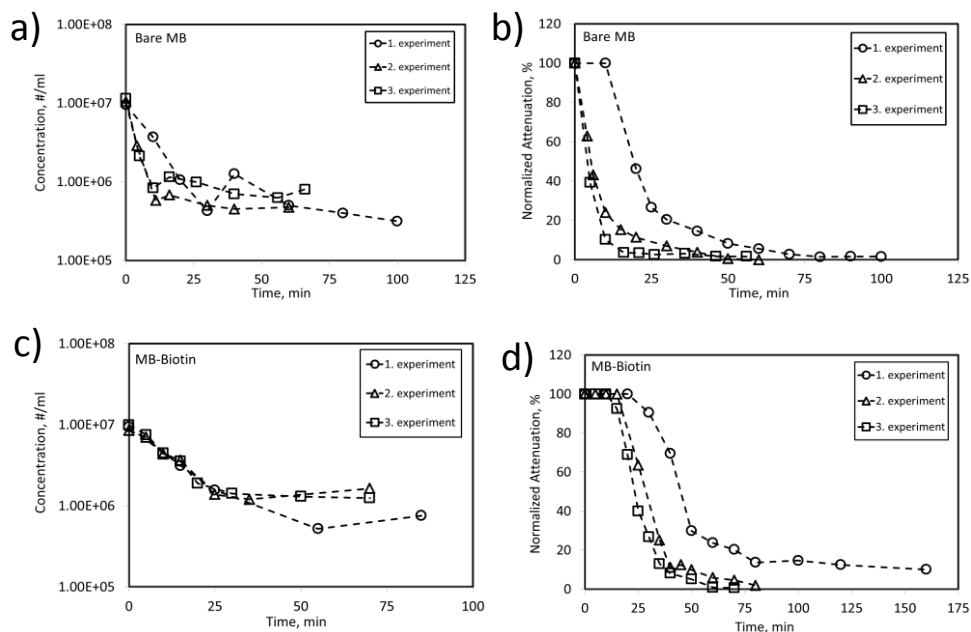 a)
1.00E+08
Bare MB
1. experiment
2. experiment
3. experiment
1.00E+07
1.00E+06
1.00E+05
Concentration, #/ml
0 25 50 75 100
Time, min
b)
120
Bare MB
1. experiment
2. experiment
3. experiment
100
80
60
40
20
0
Normalized Attenuation, %
0 25 50 75 100 125
Time, min
c)
1.00E+08
MB-Biotin
1. experiment
2. experiment
3. experiment
1.00E+07
1.00E+06
1.00E+05
Concentration, #/ml
0 25 50 75 100
Time, min
d)
120
MB-Biotin
1. experiment
2. experiment
3. experiment
100
80
60
40
20
0
Normalized Attenuation, %
0 25 50 75 100 125 150 175
Time, min